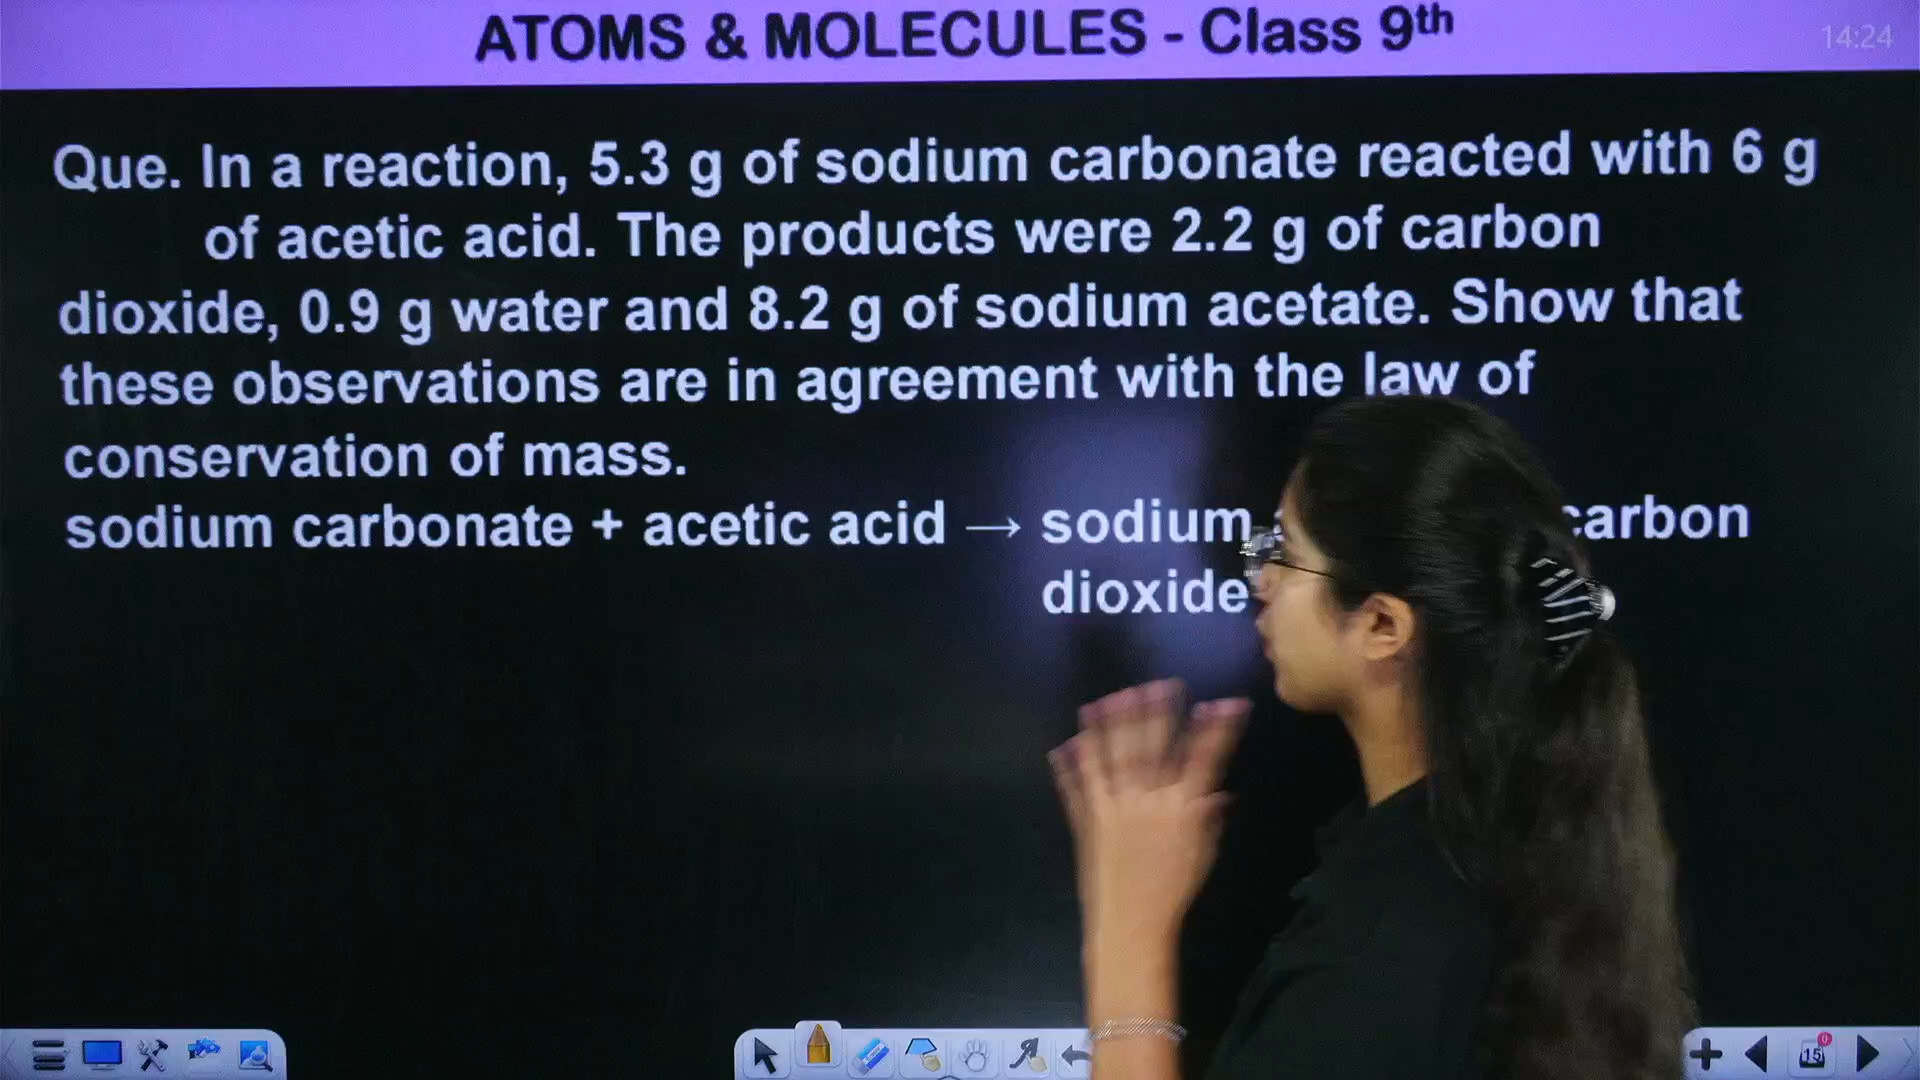 ATOMS & MOLECULES - Class 9th
14:24
Que. In a reaction, 5.3 g of sodium carbonate reacted with 6 g
of acetic acid. The products were 2.2 g of carbon
dioxide, 0.9 g water and 8.2 g of sodium acetate. Show that
these observations are in agreement with the law of
conservation of mass.
sodium carbonate + acetic acid → sodium carbon
dioxide
15
0